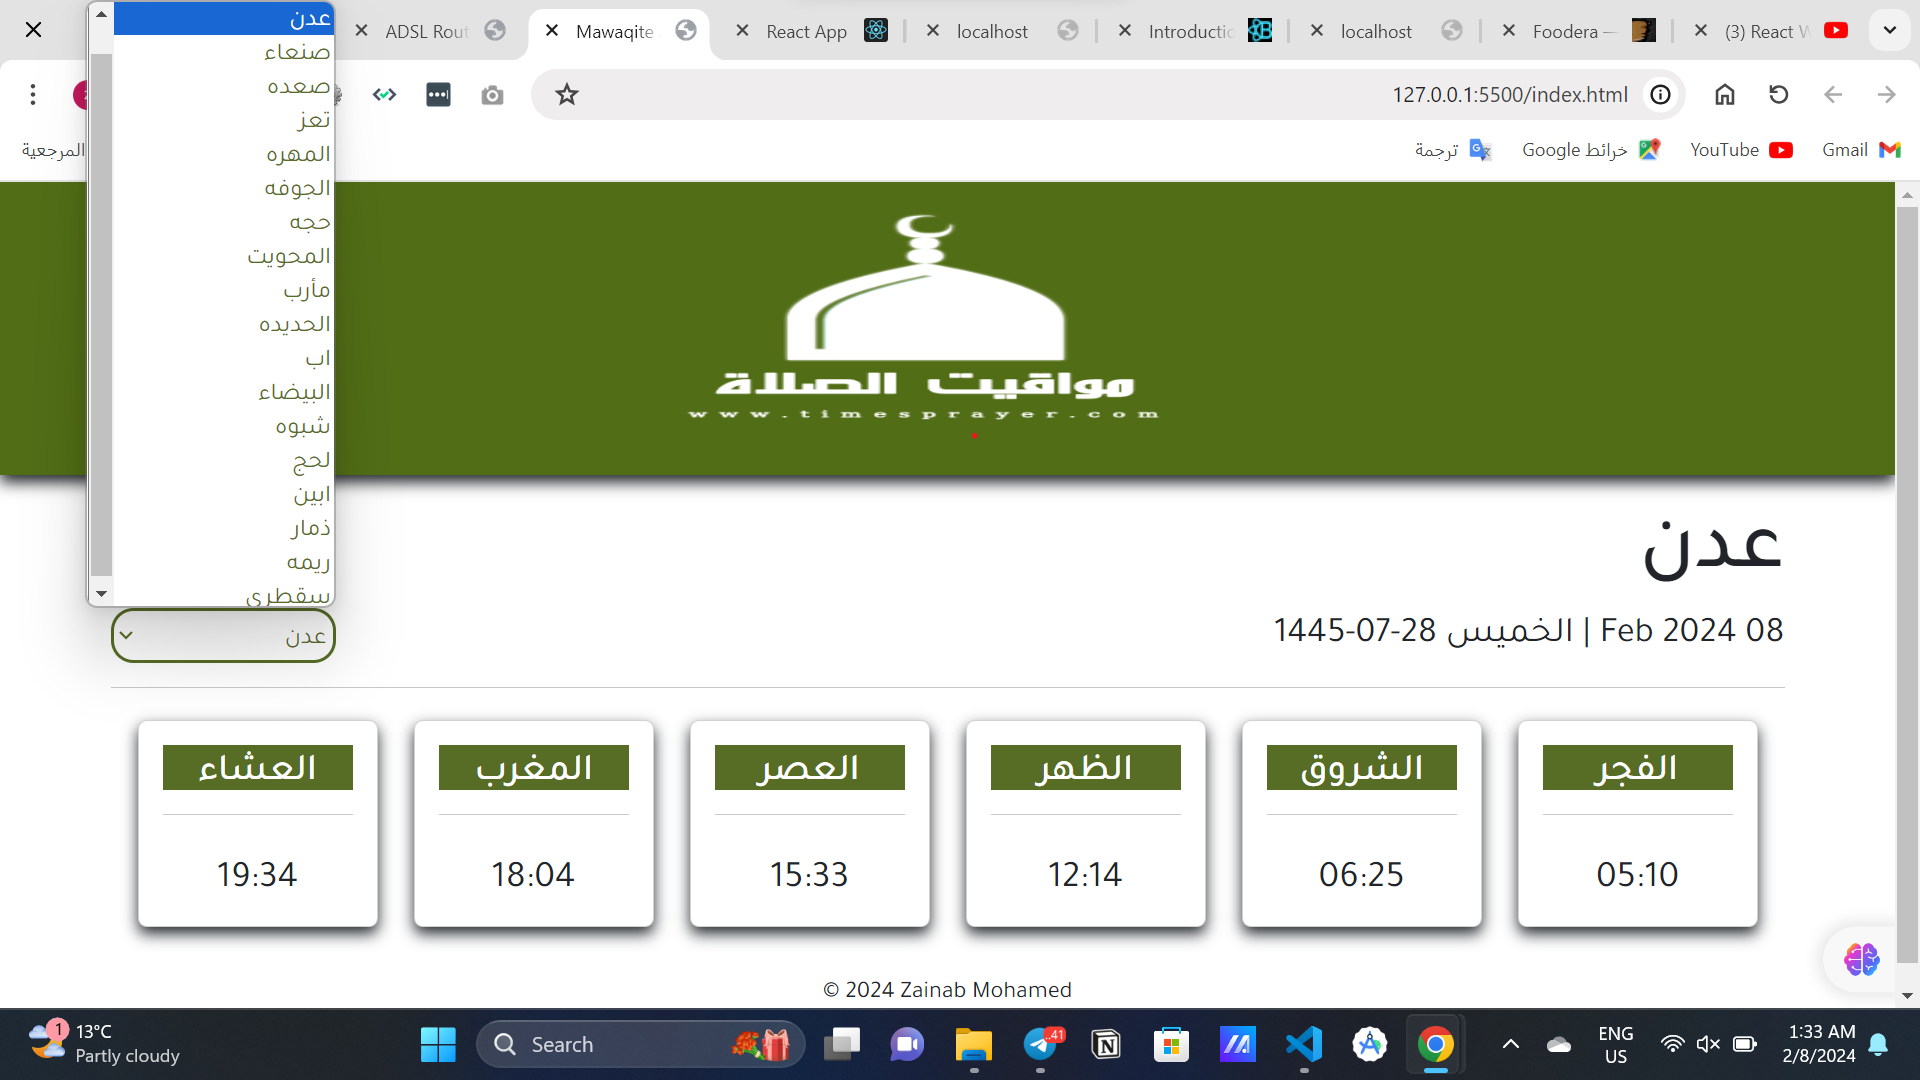 ADSL Rout
Mawaqite
React App
localhost
Introductio
localhost
Foodera —
(3) React W
127.0.0.1:5500/index.html
Gmail
YouTube
خرائط Google
ترجمة
المرجعية
عدن
صنعاء
صعده
تعز
المهره
الجوفه
حجه
المحويت
مأرب
الحديده
اب
البيضاء
شبوه
لحج
ابين
ذمار
ريمه
سقطرى
عدن
مواقيت الصلاة
www.timesprayer.com
عدن
08 Feb 2024 | الخميس 28-07-1445
الفجر
05:10
الشروق
06:25
الظهر
12:14
العصر
15:33
المغرب
18:04
العشاء
19:34
© 2024 Zainab Mohamed
1
13°C
Partly cloudy
Search
41
ENG
US
1:33 AM
2/8/2024